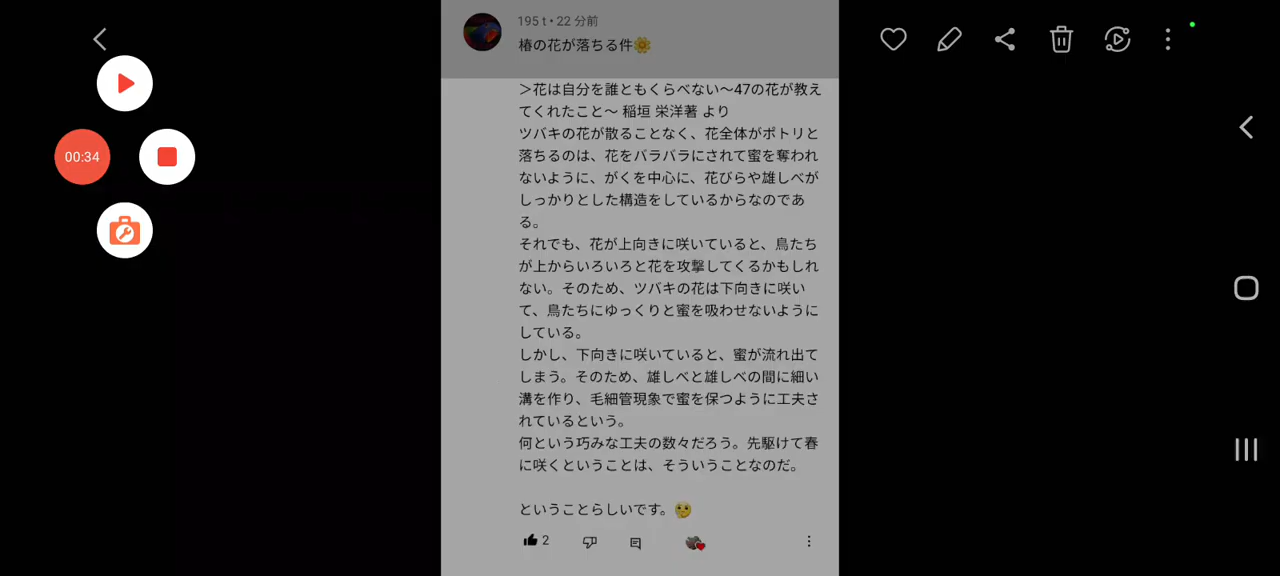 195 t • 22 分前
椿の花が落ちる件🌼
00:34
＞花は自分を誰ともくらべない〜47の花が教え
てくれたこと〜 稲垣 栄洋著 より
ツバキの花が散ることなく、花全体がポトリと
落ちるのは、花をバラバラにされて蜜を奪われ
ないように、がくを中心に、花びらや雄しべが
しっかりとした構造をしているからなのであ
る。
それでも、花が上向きに咲いていると、鳥たち
が上からいろいろと花を攻撃してくるかもしれ
ない。そのため、ツバキの花は下向きに咲い
て、鳥たちにゆっくりと蜜を吸わせないように
している。
しかし、下向きに咲いていると、蜜が流れ出て
しまう。そのため、雄しべと雄しべの間に細い
溝を作り、毛細管現象で蜜を保つように工夫さ
れているという。
何という巧みな工夫の数々だろう。先駆けて春
に咲くということは、そういうことなのだ。
ということらしいです。🤔
2